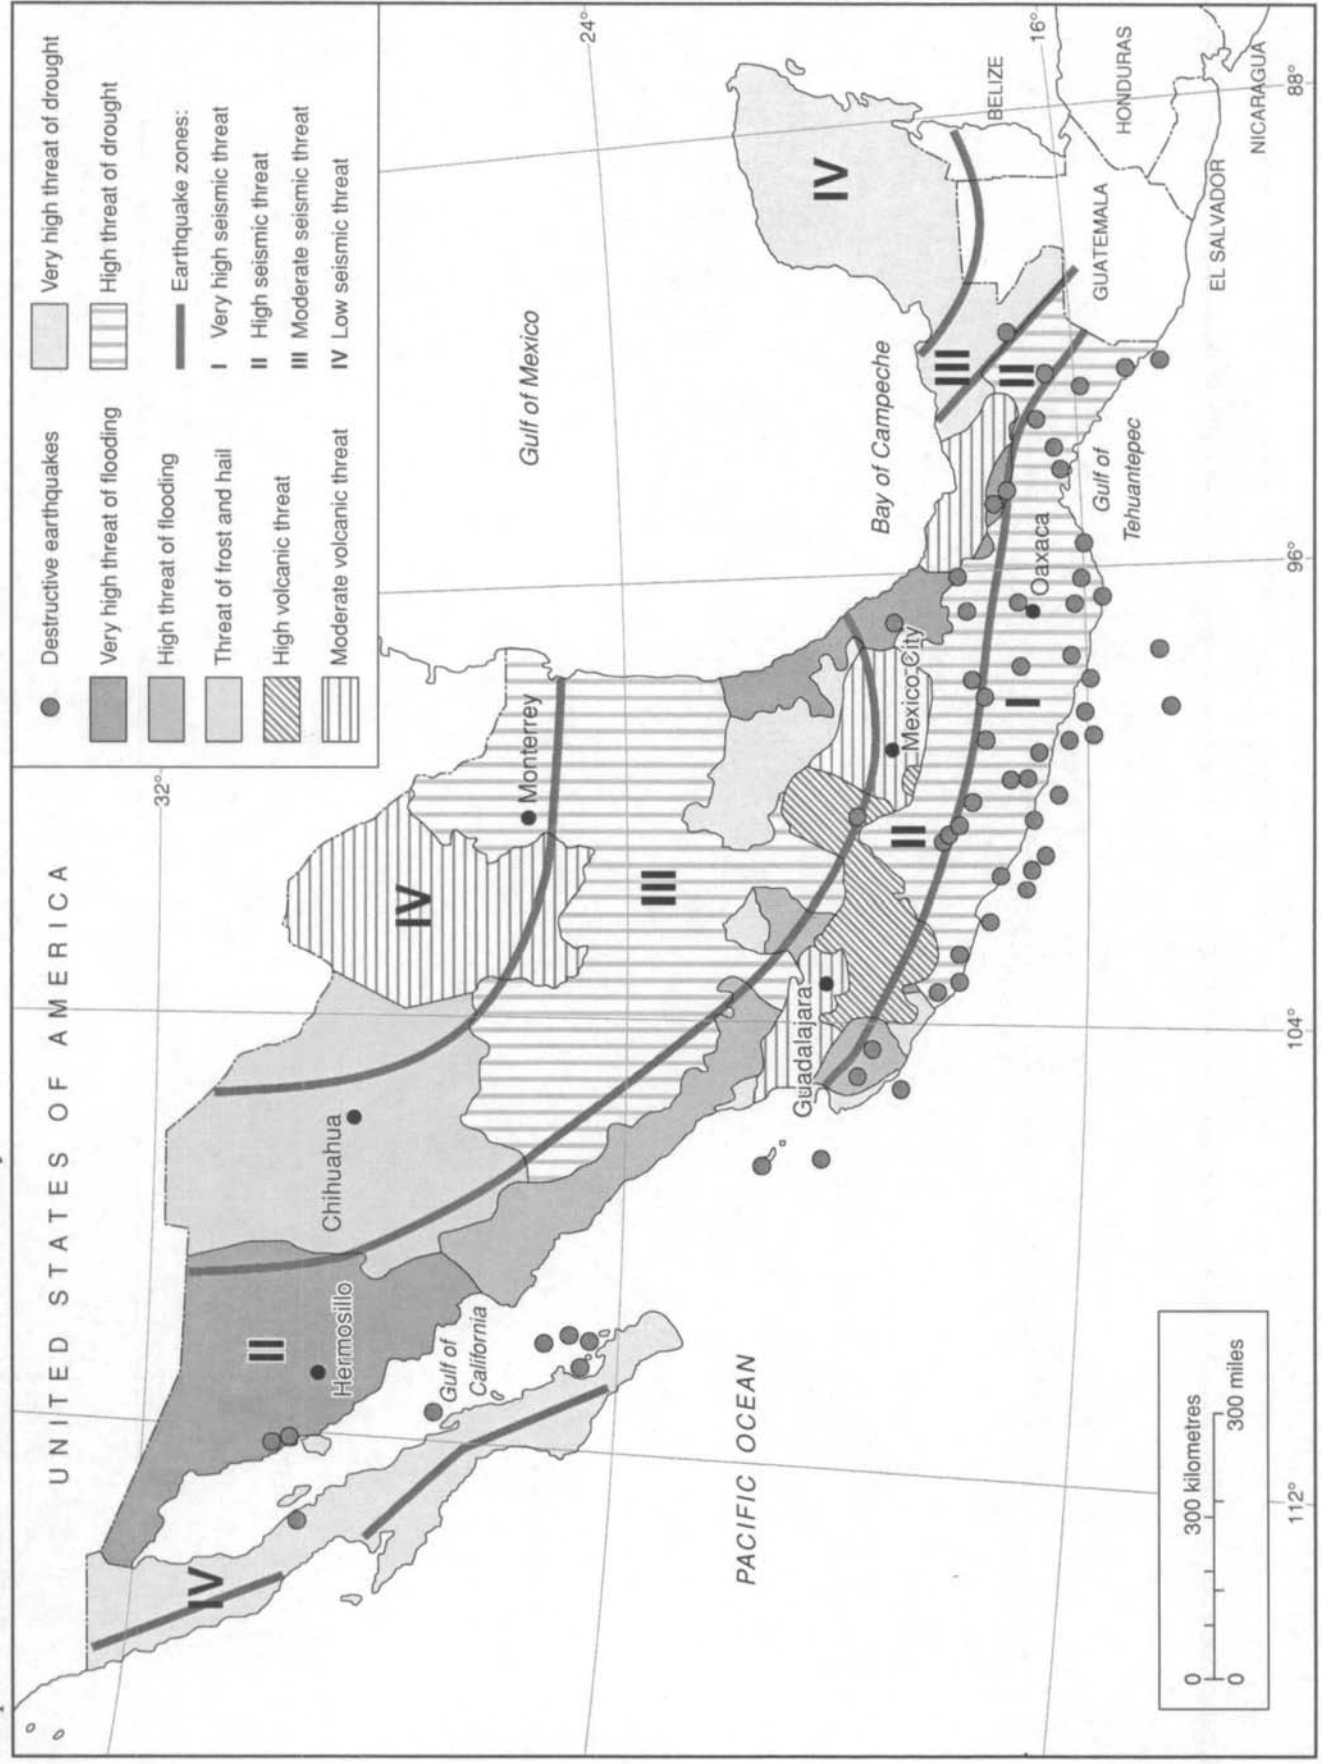 UNITED STATES OF AMERICA
Destructive earthquakes
Very high threat of flooding
High threat of flooding
Threat of frost and hail
High volcanic threat
Moderate volcanic threat
Very high threat of drought
High threat of drought
Earthquake zones:
I Very high seismic threat
II High seismic threat
III Moderate seismic threat
IV Low seismic threat
32°
24°
16°
IV
II
Hermosillo
Chihuahua
IV
Monterrey
III
Gulf of
California
Gulf of Mexico
Guadalajara
II
Mexico City
I
Oaxaca
Bay of Campeche
III
II
IV
Gulf of
Tehuantepec
BELIZE
GUATEMALA
HONDURAS
EL SALVADOR
NICARAGUA
PACIFIC OCEAN
0 300 kilometres
0 300 miles
112°
104°
96°
88°